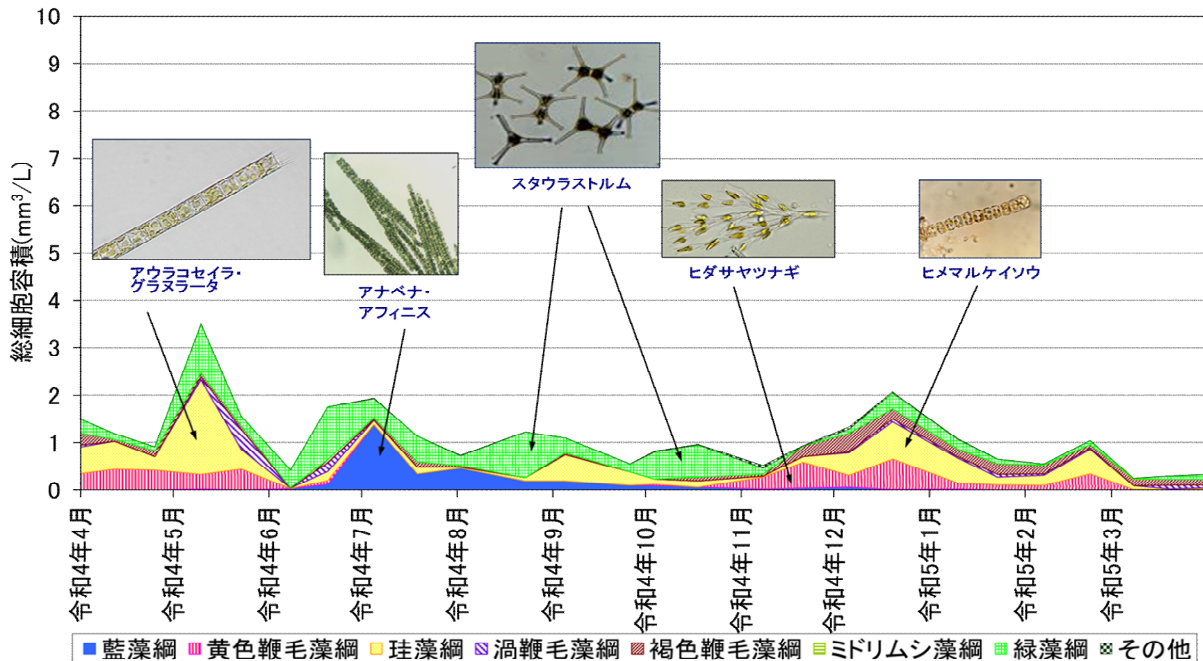 総細胞容積(mm³/L)
10
9
8
7
6
5
4
3
2
1
0
アウラコセイラ・
グラヌラータ
アナベナ・
アフィニス
スタウラストルム
ヒダサヤツナギ
ヒメマルケイソウ
令和4年4月
令和4年5月
令和4年6月
令和4年7月
令和4年8月
令和4年9月
令和4年10月
令和4年11月
令和4年12月
令和5年1月
令和5年2月
令和5年3月
藍藻綱 黄色鞭毛藻綱 珪藻綱 渦鞭毛藻綱 褐色鞭毛藻綱 ミドリムシ藻綱 緑藻綱 その他